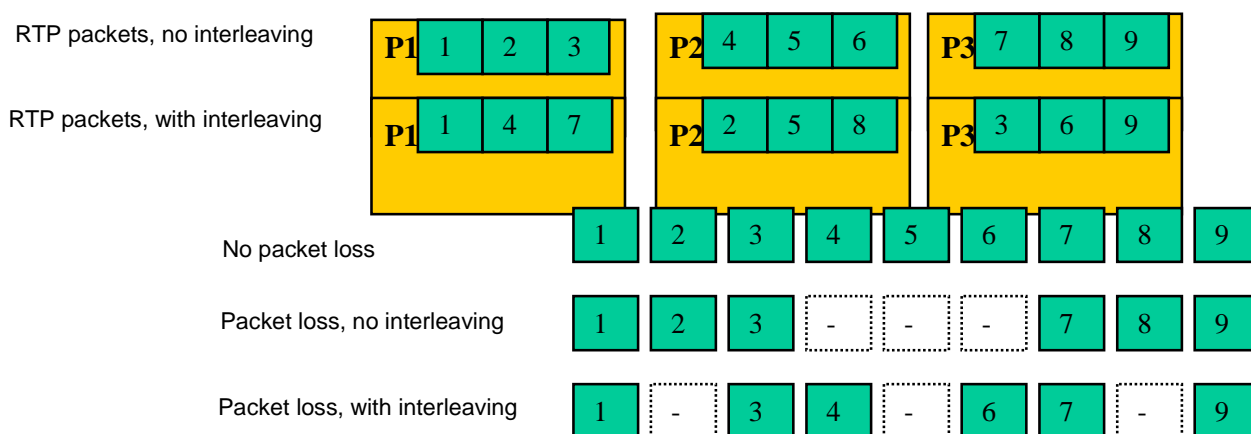 RTP packets, no interleaving P1 1 2 3 P2 4 5 6 P3 7 8 9
RTP packets, with interleaving P1 1 4 7 P2 2 5 8 P3 3 6 9
No packet loss 1 2 3 4 5 6 7 8 9
Packet loss, no interleaving 1 2 3 - - - 7 8 9
Packet loss, with interleaving 1 - 3 4 - 6 7 - 9